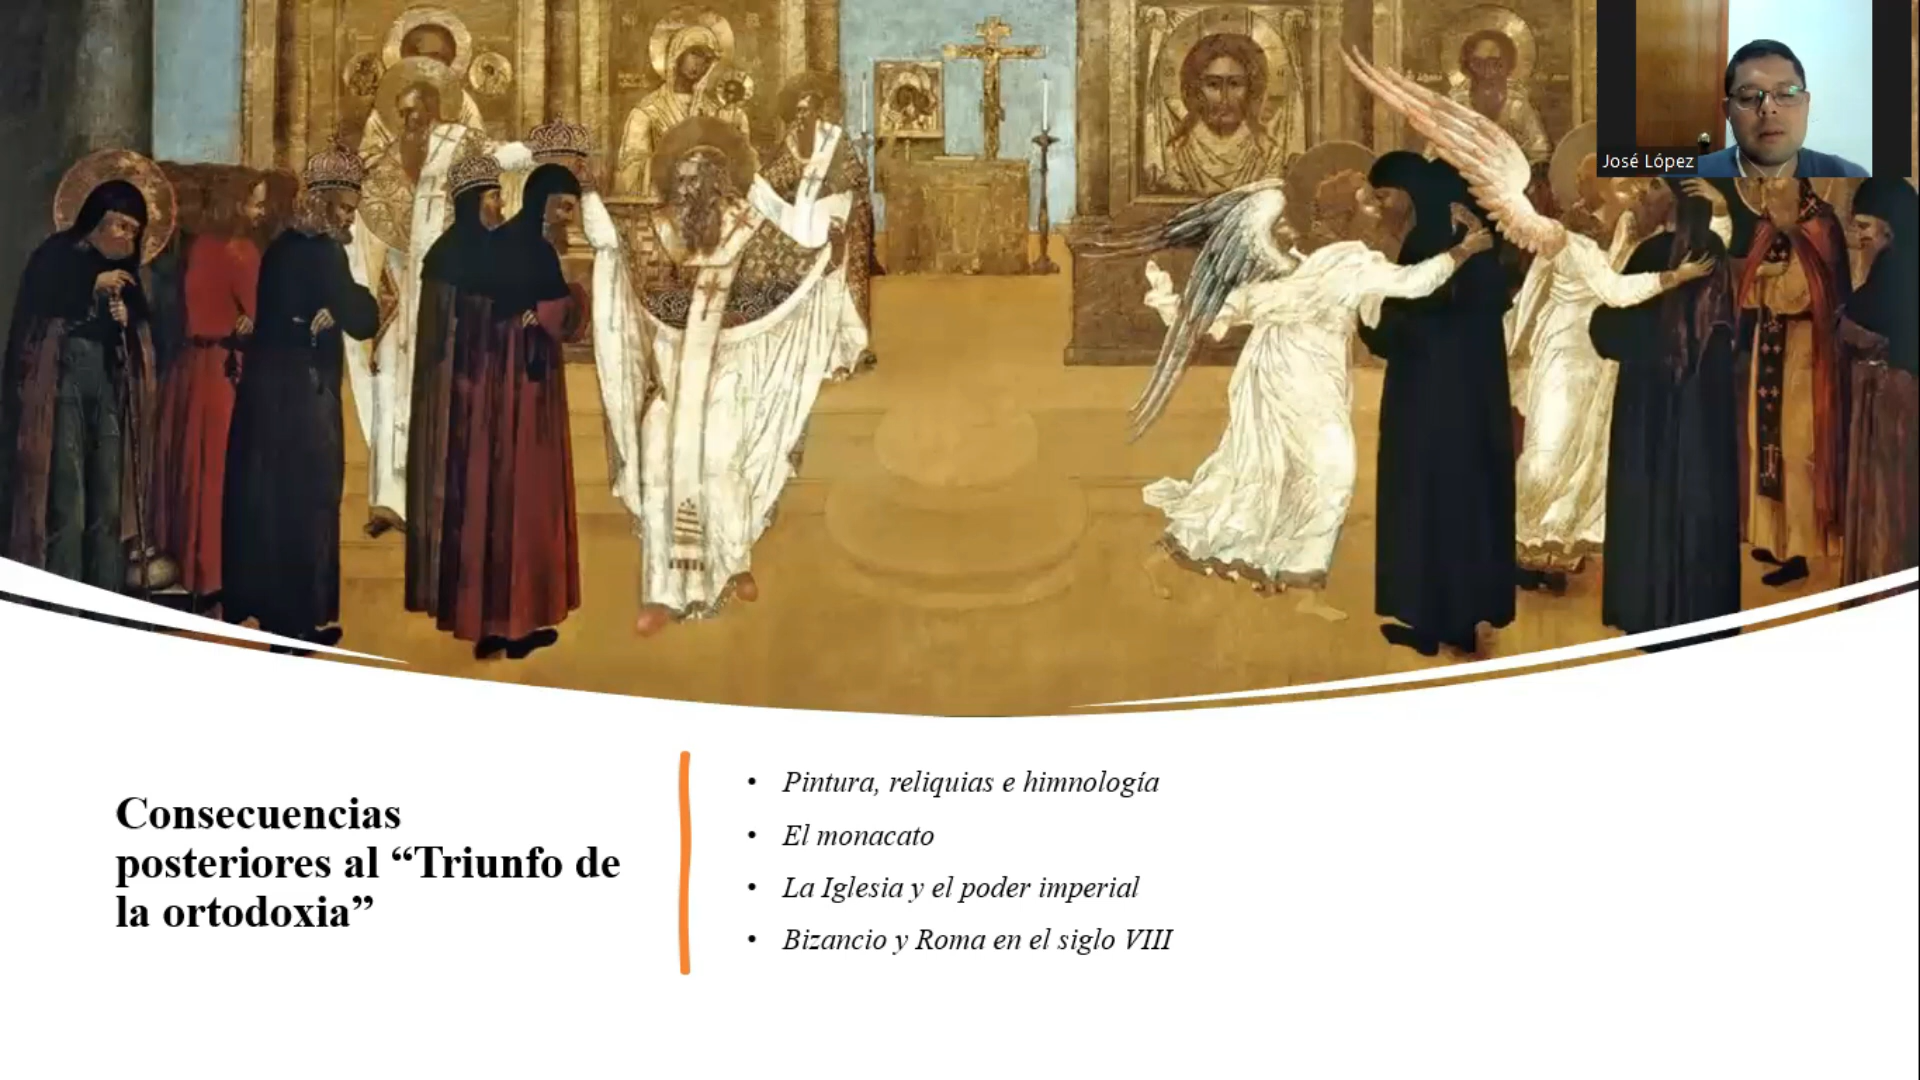 José López
Consecuencias
posteriores al “Triunfo de
la ortodoxia”
• Pintura, reliquias e himnología
• El monacato
• La Iglesia y el poder imperial
• Bizancio y Roma en el siglo VIII